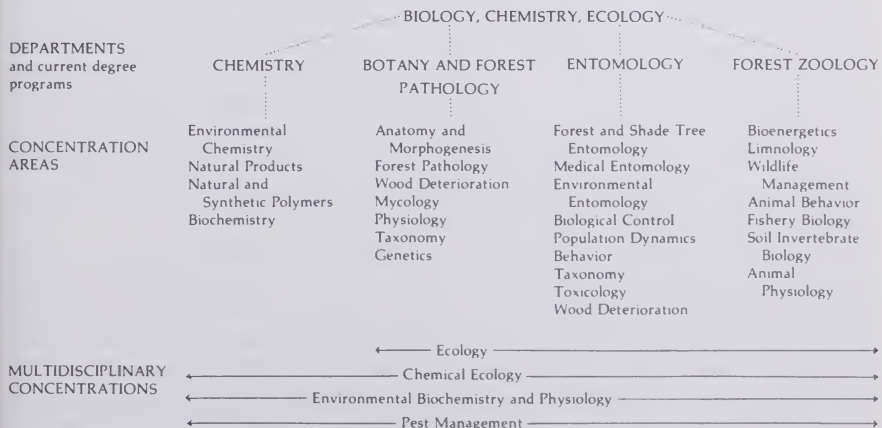 BIOLOGY, CHEMISTRY, ECOLOGY
DEPARTMENTS
and current degree
programs
CHEMISTRY
BOTANY AND FOREST
PATHOLOGY
ENTOMOLOGY
FOREST ZOOLOGY
CONCENTRATION
AREAS
Environmental
Chemistry
Natural Products
Natural and
Synthetic Polymers
Biochemistry
Anatomy and
Morphogenesis
Forest Pathology
Wood Deterioration
Mycology
Physiology
Taxonomy
Genetics
Forest and Shade Tree
Entomology
Medical Entomology
Environmental
Entomology
Biological Control
Population Dynamics
Behavior
Taxonomy
Toxicology
Wood Deterioration
Bioenergetics
Limnology
Wildlife
Management
Animal Behavior
Fishery Biology
Soil Invertebrate
Biology
Animal
Physiology
MULTIDISCIPLINARY
CONCENTRATIONS
Ecology
Chemical Ecology
Environmental Biochemistry and Physiology
Pest Management